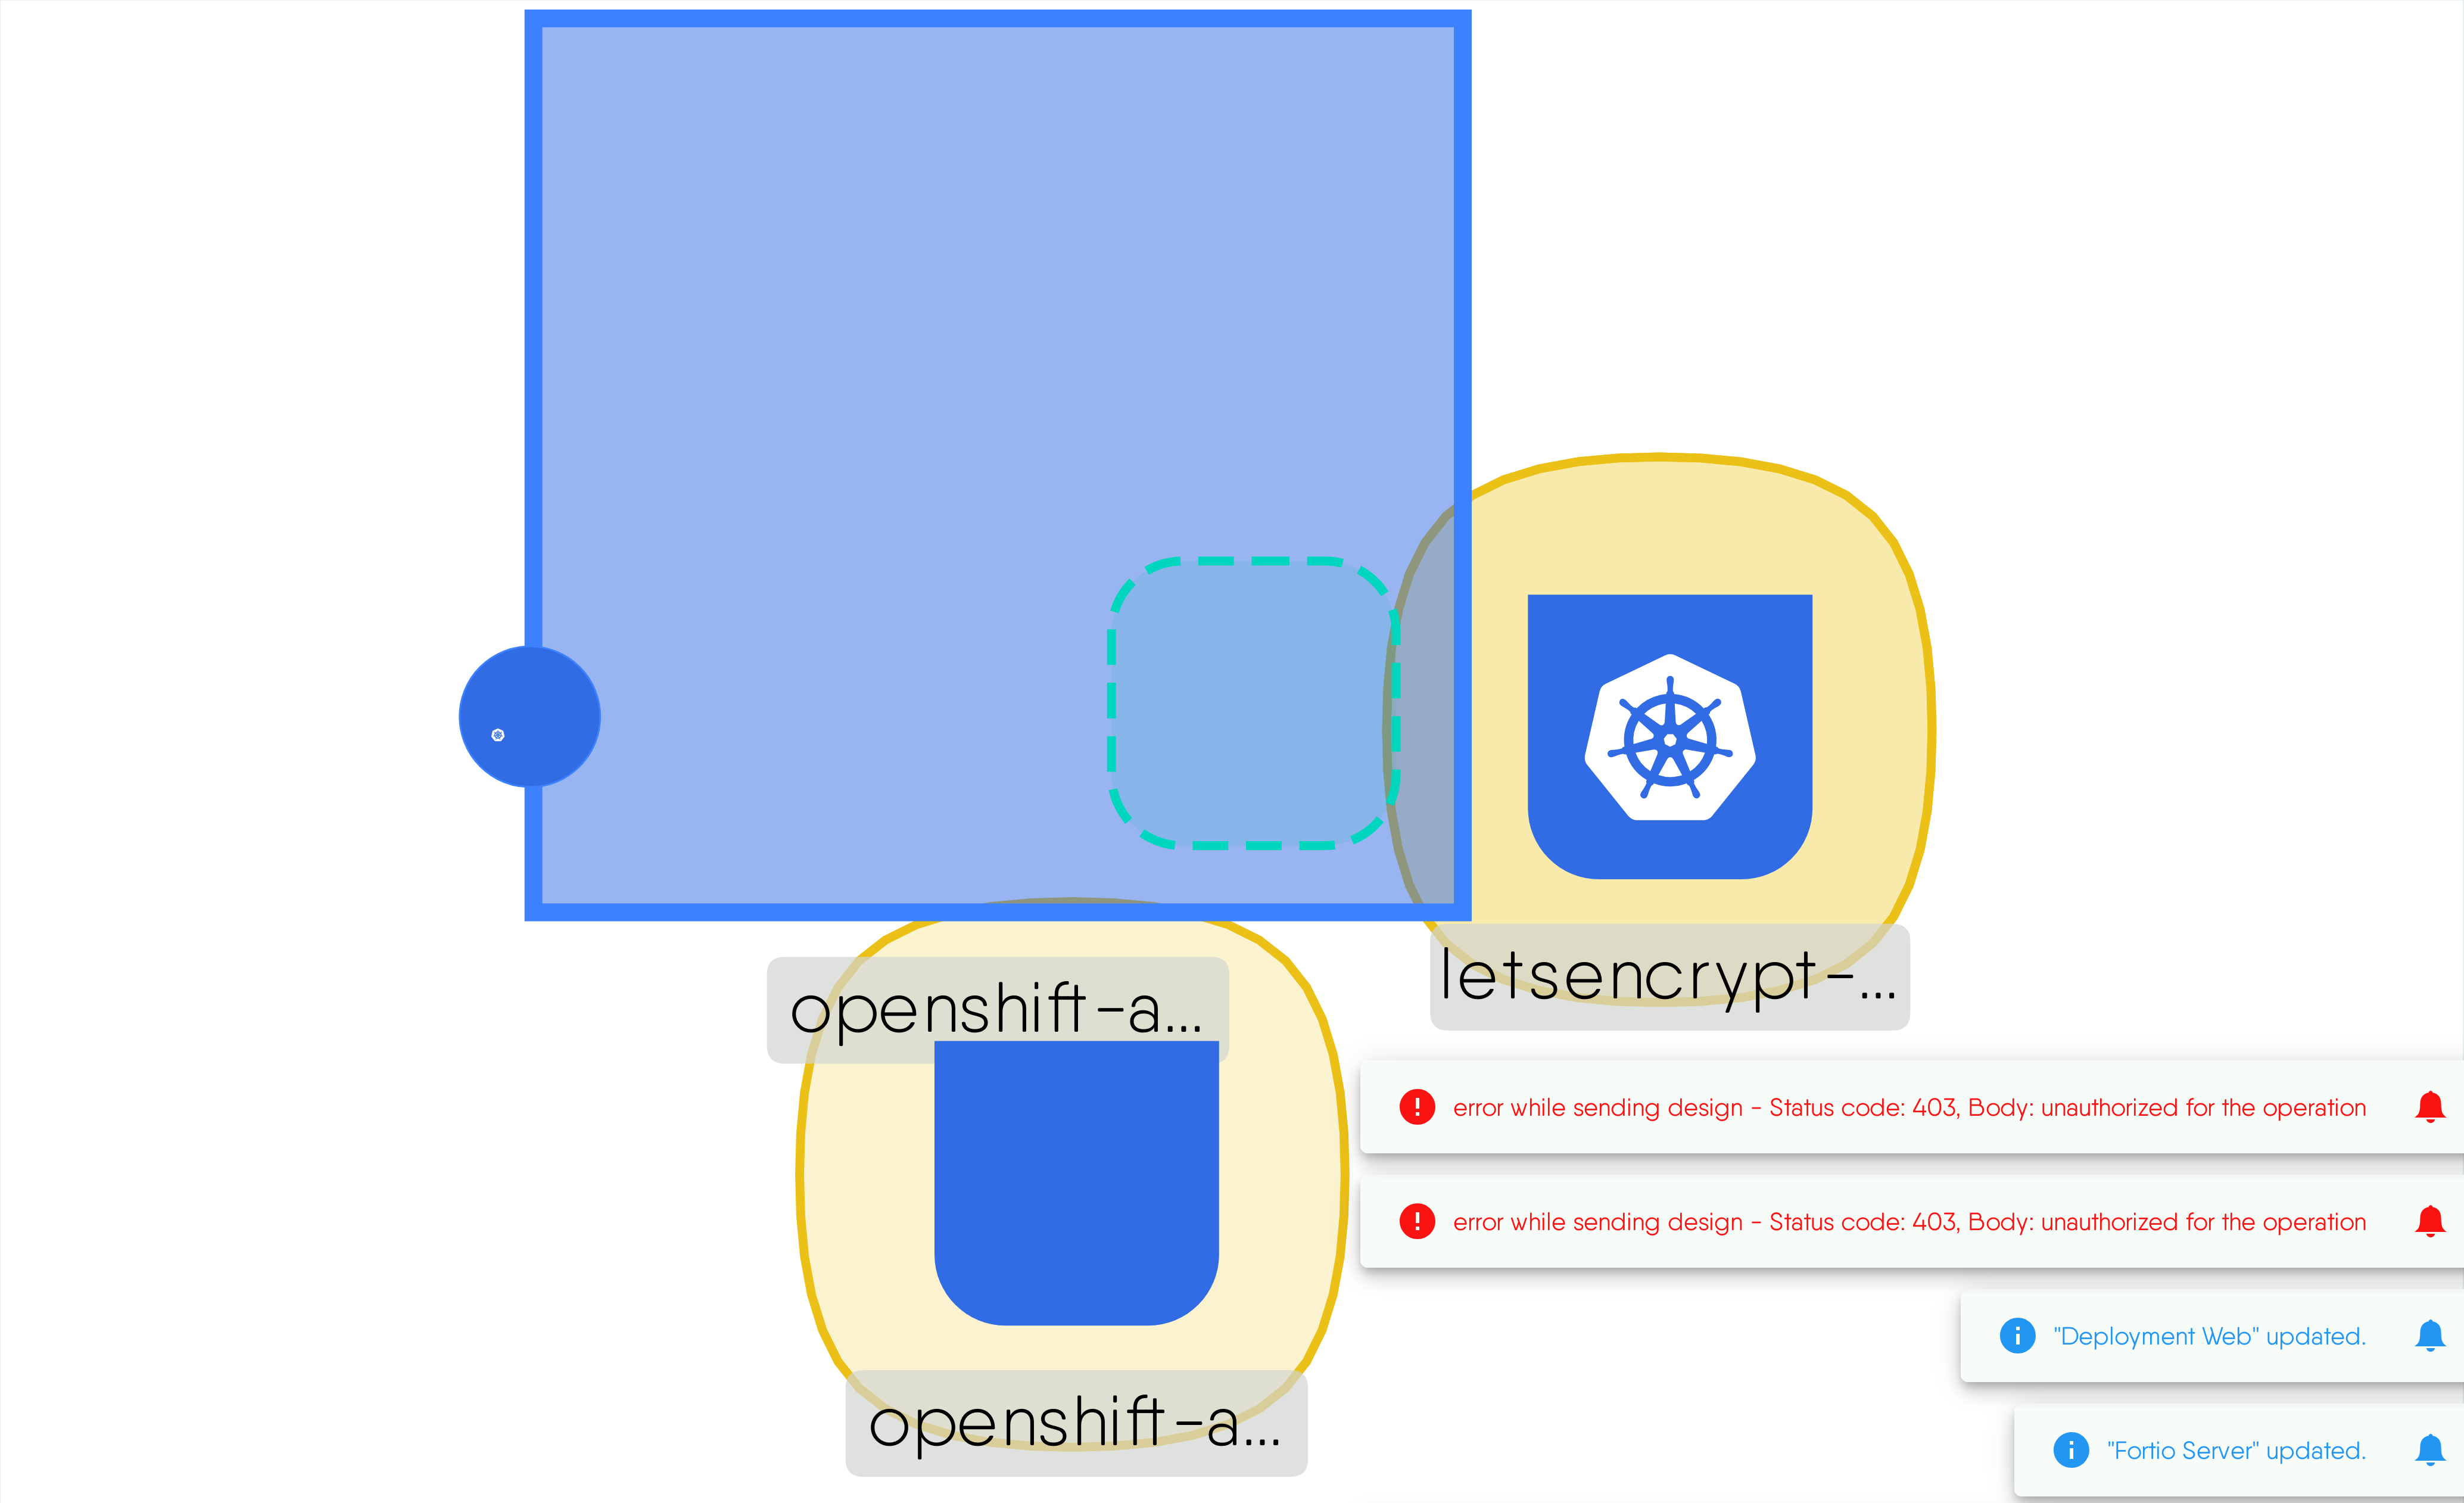 letsencrypt-...
openshift-a...
error while sending design - Status code: 403, Body: unauthorized for the operation
error while sending design - Status code: 403, Body: unauthorized for the operation
"Deployment Web" updated.
openshift-a...
"Fortio Server" updated.